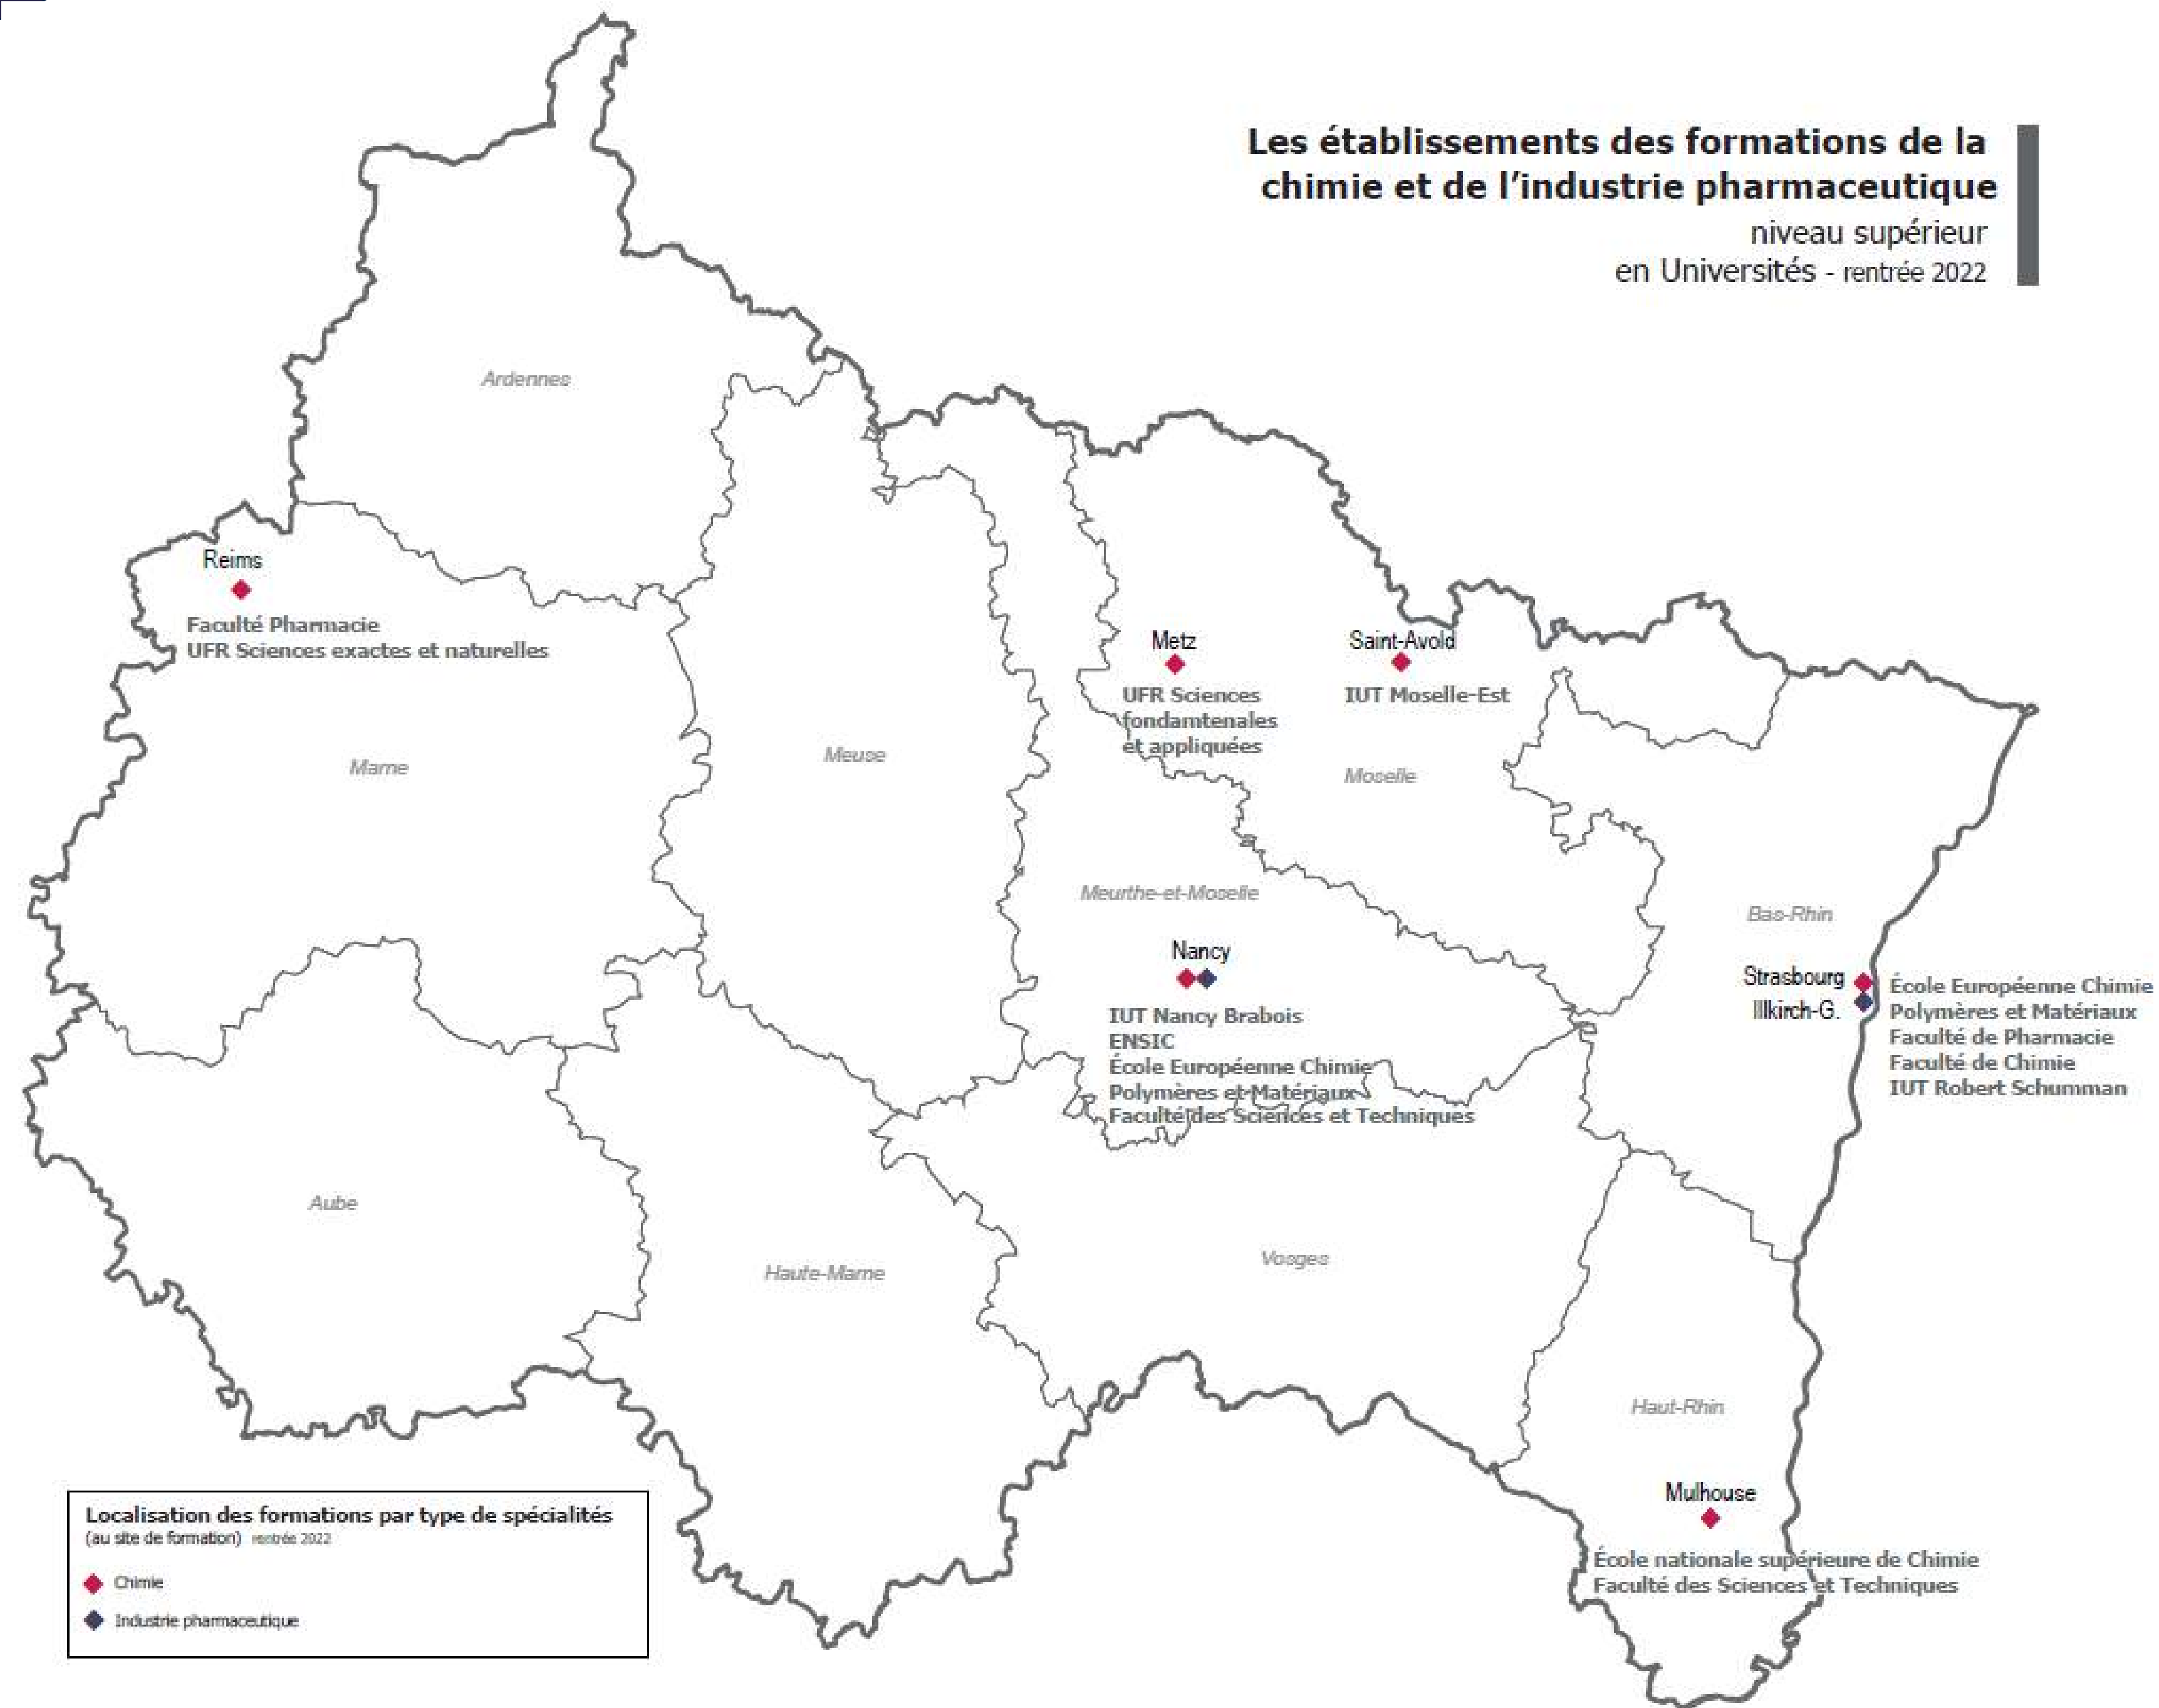 Les établissements des formations de la
chimie et de l'industrie pharmaceutique
niveau supérieur
en Universités - rentrée 2022
Ardennes
Reims
Faculté Pharmacie
UFR Sciences exactes et naturelles
Metz
UFR Sciences
fondamtenales
et appliquées
Saint-Avold
IUT Moselle-Est
Marne
Meuse
Moselle
Meurthe-et-Moselle
Bas-Rhin
Nancy
IUT Nancy Brabois
ENSIC
École Européenne Chimie
Polymères et Matériaux
Faculté des Sciences et Techniques
Strasbourg
Illkirch-G.
École Européenne Chimie
Polymères et Matériaux
Faculté de Pharmacie
Faculté de Chimie
IUT Robert Schumman
Aube
Haute-Marne
Vosges
Haut-Rhin
Mulhouse
École nationale supérieure de Chimie
Faculté des Sciences et Techniques
Localisation des formations par type de spécialités
(au site de formation) rentrée 2022
Chimie
Industrie pharmaceutique